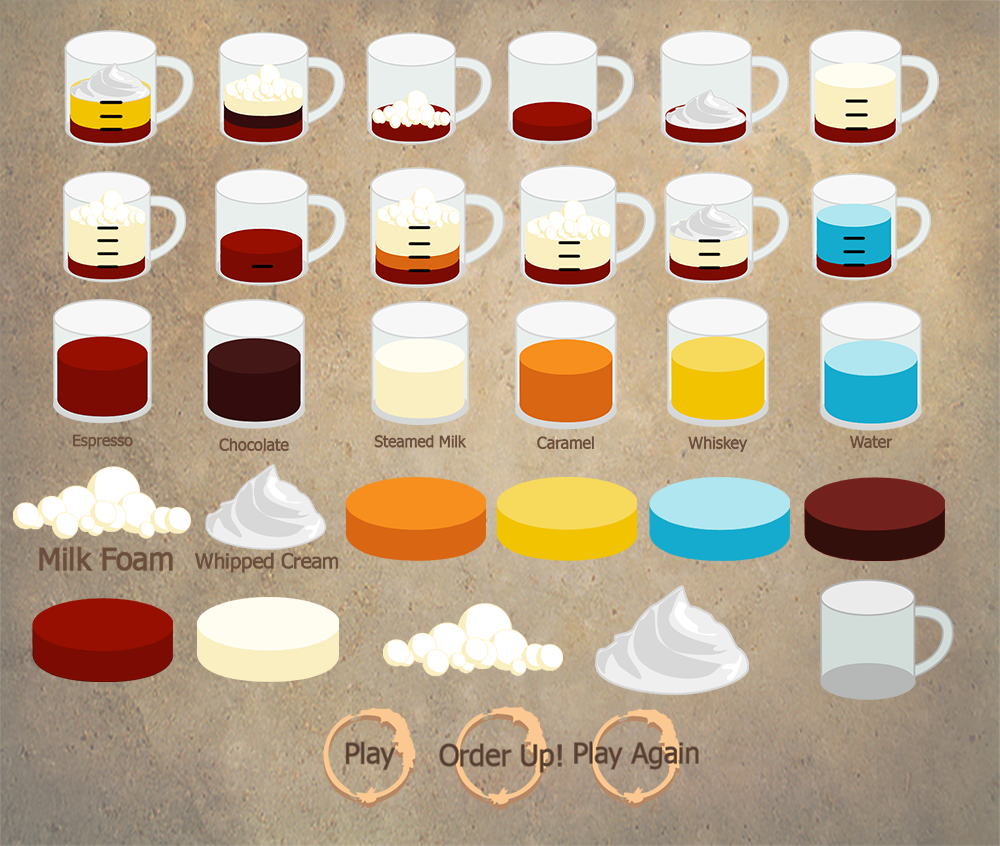 Espresso
Chocolate
Steamed Milk
Caramel
Whiskey
Water
Milk Foam
Whipped Cream
Play
Order Up!
Play Again